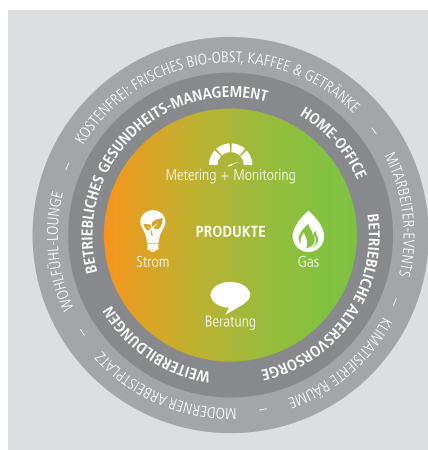 KOSTENFREI: FRISCHES BIO-OBST, KAFFEE & GETRÄNKE – MITARBEITER-EVENTS – KLIMATISIERTE RÄUME – MODERNER ARBEISTPLATZ – WOHLFÜHL-LOUNGE –
BETRIEBLICHES GESUNDHEITS-MANAGEMENT
HOME-OFFICE
BETRIEBLICHE ALTERSVORSORGE
WEITERBILDUNGEN
Metering + Monitoring
PRODUKTE
Strom
Gas
Beratung